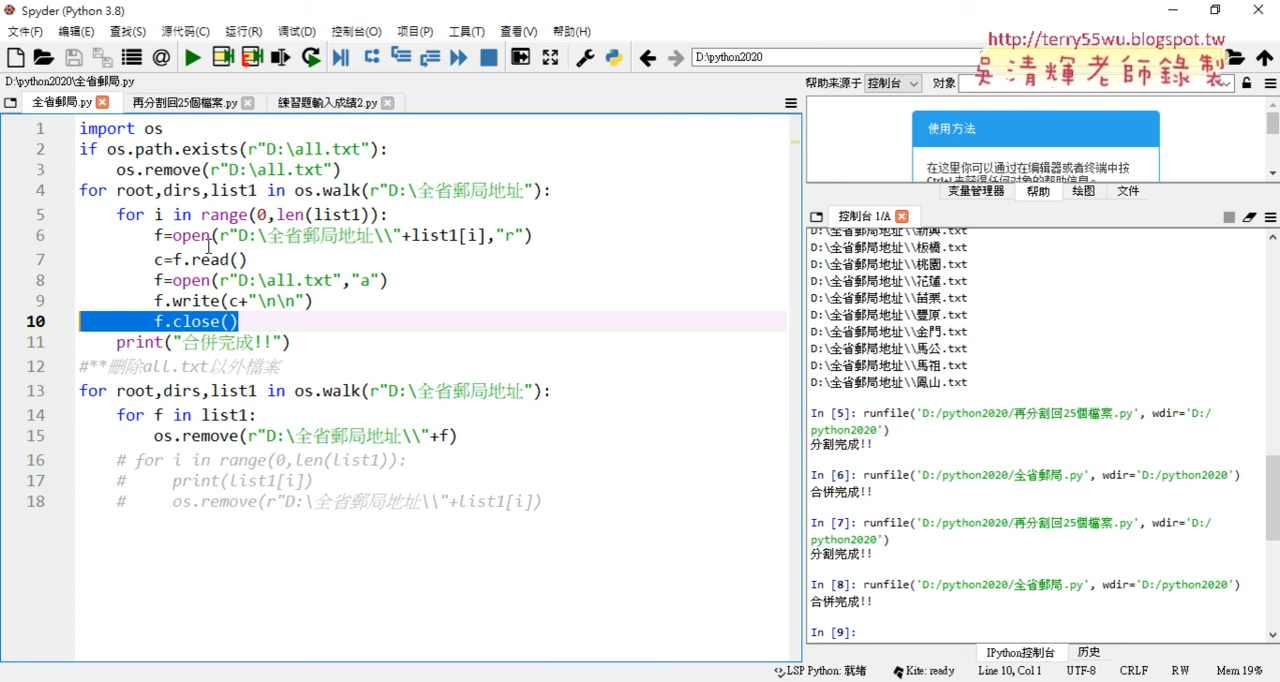 Spyder (Python 3.8)
文件(F) 编辑(E) 查找(S) 源代码(C) 运行(R) 调试(D) 控制台(O) 项目(P) 工具(T) 查看(V) 帮助(H)
D:\python2020
http://terry55wu.blogspot.tw
吳清輝老師錄製
D:\python2020\全省郵局.py
帮助来源于 控制台 对象
全省郵局.py 再分割回25個檔案.py 練習題輸入成績2.py
1 import os
2 if os.path.exists(r"D:\all.txt"):
3     os.remove(r"D:\all.txt")
4 for root,dirs,list1 in os.walk(r"D:\全省郵局地址"):
5     for i in range(0,len(list1)):
6         f=open(r"D:\全省郵局地址\\"+list1[i],"r")
7         c=f.read()
8         f=open(r"D:\all.txt","a")
9         f.write(c+"\n\n")
10         f.close()
11     print("合併完成!!")
12 #**刪除all.txt以外檔案
13 for root,dirs,list1 in os.walk(r"D:\全省郵局地址"):
14     for f in list1:
15         os.remove(r"D:\全省郵局地址\\"+f)
16     # for i in range(0,len(list1)):
17     #     print(list1[i])
18     #     os.remove(r"D:\全省郵局地址\\"+list1[i])
使用方法
在这里你可以通过在编辑器或者终端中按
Ctrl+I 来获得任何对象的帮助信息。
变量管理器 帮助 绘图 文件
控制台 1/A
D:\全省郵局地址\\新興.txt
D:\全省郵局地址\\板橋.txt
D:\全省郵局地址\\桃園.txt
D:\全省郵局地址\\花蓮.txt
D:\全省郵局地址\\苗栗.txt
D:\全省郵局地址\\豐原.txt
D:\全省郵局地址\\金門.txt
D:\全省郵局地址\\馬公.txt
D:\全省郵局地址\\馬祖.txt
D:\全省郵局地址\\鳳山.txt
In [5]: runfile('D:/python2020/再分割回25個檔案.py', wdir='D:/
python2020')
分割完成!!
In [6]: runfile('D:/python2020/全省郵局.py', wdir='D:/python2020')
合併完成!!
In [7]: runfile('D:/python2020/再分割回25個檔案.py', wdir='D:/
python2020')
分割完成!!
In [8]: runfile('D:/python2020/全省郵局.py', wdir='D:/python2020')
合併完成!!
In [9]:
IPython控制台 历史
LSP Python: 就绪 Kite: ready Line 10, Col 1 UTF-8 CRLF RW Mem 19%